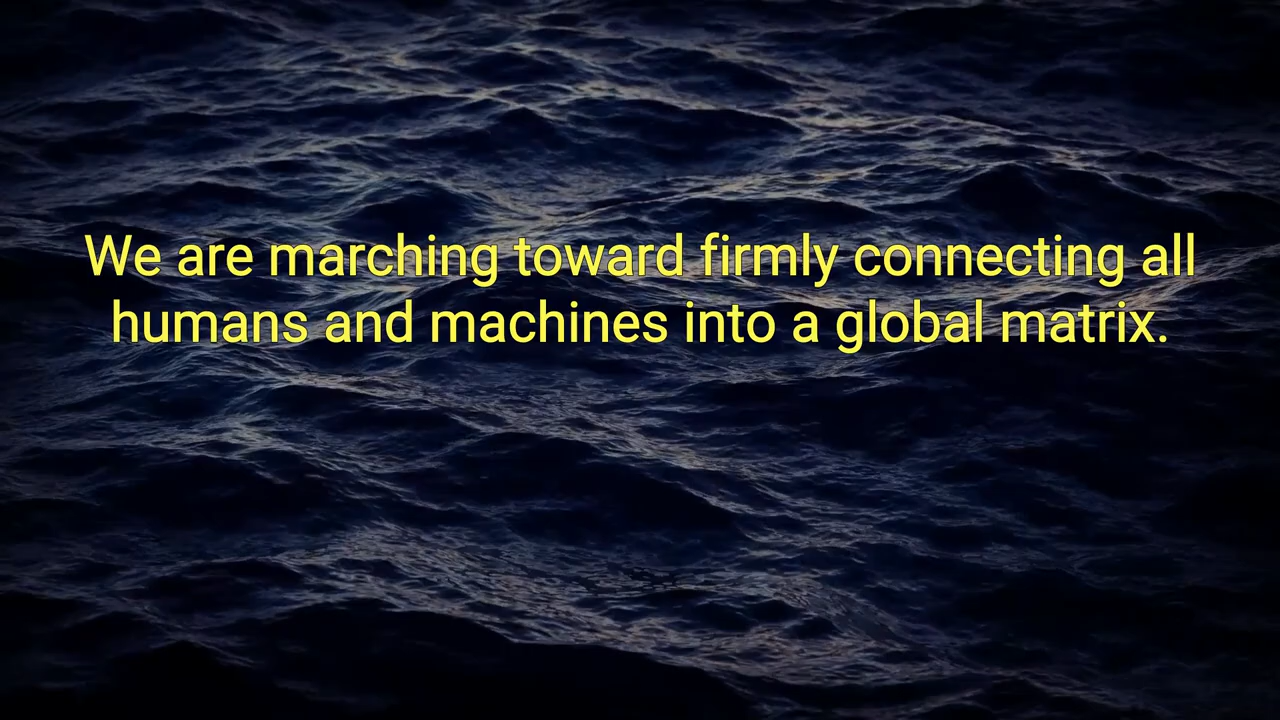 We are marching toward firmly connecting all
humans and machines into a global matrix.